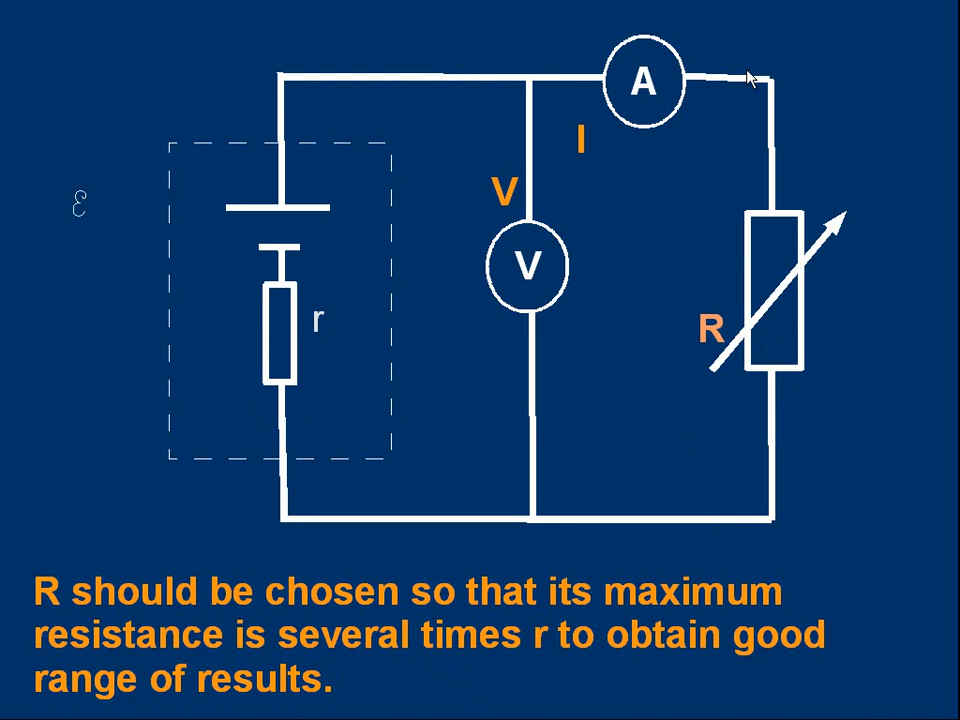 A
I
ε
V
V
r
R
R should be chosen so that its maximum
resistance is several times r to obtain good
range of results.